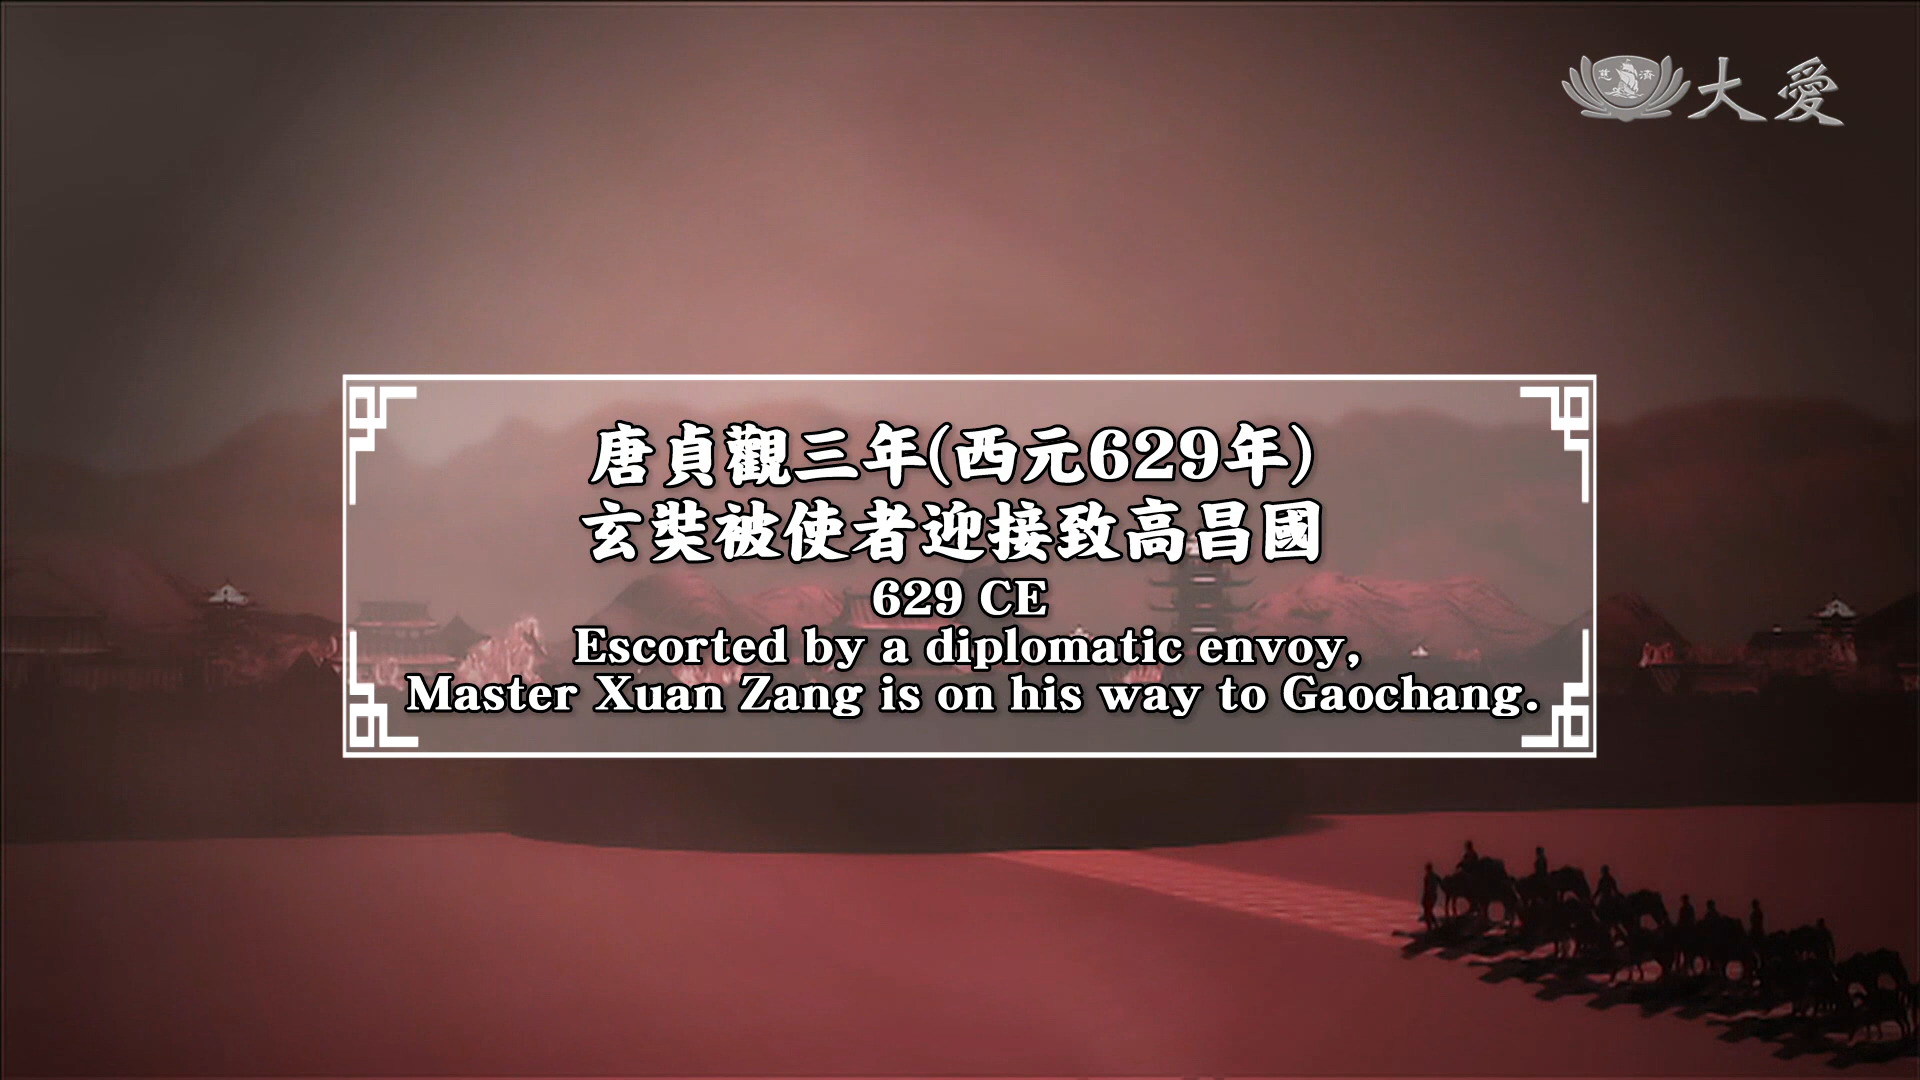 慈濟
大愛
唐貞觀三年(西元629年)
玄奘被使者迎接致高昌國
629 CE
Escorted by a diplomatic envoy,
Master Xuan Zang is on his way to Gaochang.